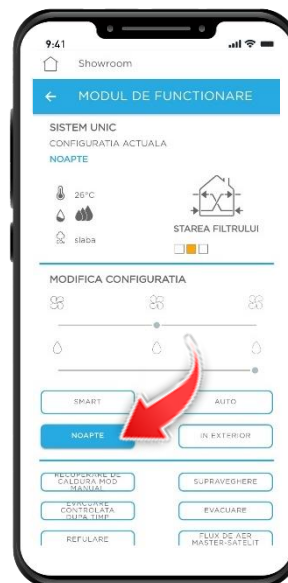 9:41
Showroom
MODUL DE FUNCTIONARE
SISTEM UNIC
CONFIGURATIA ACTUALA
NOAPTE
26°C
slaba
STAREA FILTRULUI
MODIFICA CONFIGURATIA
SMART
AUTO
NOAPTE
IN EXTERIOR
RECUPERARE DE
CALDURA MOD
MANUAL
SUPRAVEGHERE
EVACUARE
CONTROLATA
DUPA TIMP
EVACUARE
REFULARE
FLUX DE AER
MASTER-SATELIT